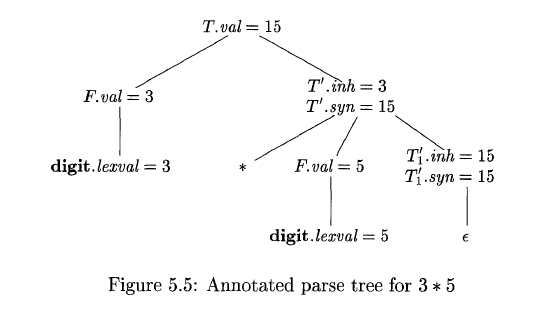 T.val = 15
F.val = 3
T′.inh = 3
T′.syn = 15
digit.lexval = 3
*
F.val = 5
T′₁.inh = 15
T′₁.syn = 15
digit.lexval = 5
ϵ
Figure 5.5: Annotated parse tree for 3 * 5